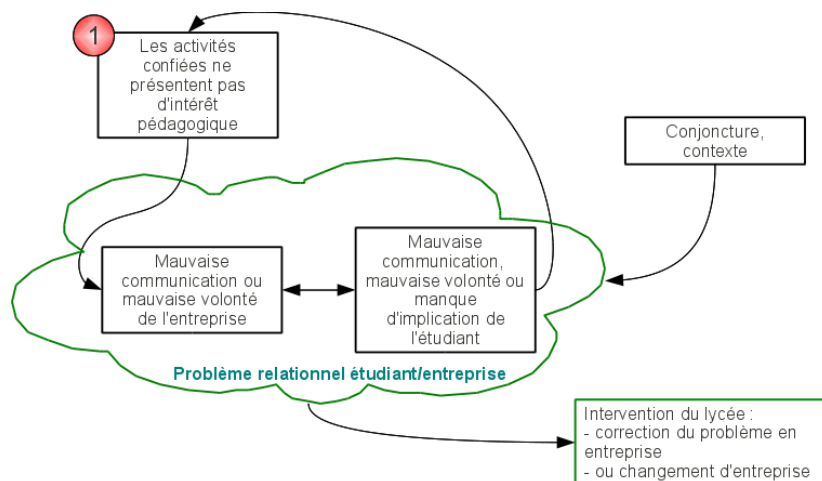 1
Les activités
confiées ne
présentent pas
d'intérêt
pédagogique
Conjoncture,
contexte
Mauvaise
communication ou
mauvaise volonté
de l'entreprise
Mauvaise
communication,
mauvaise volonté ou
manque
d'implication de
l'étudiant
Problème relationnel étudiant/entreprise
Intervention du lycée :
- correction du problème en
entreprise
- ou changement d'entreprise